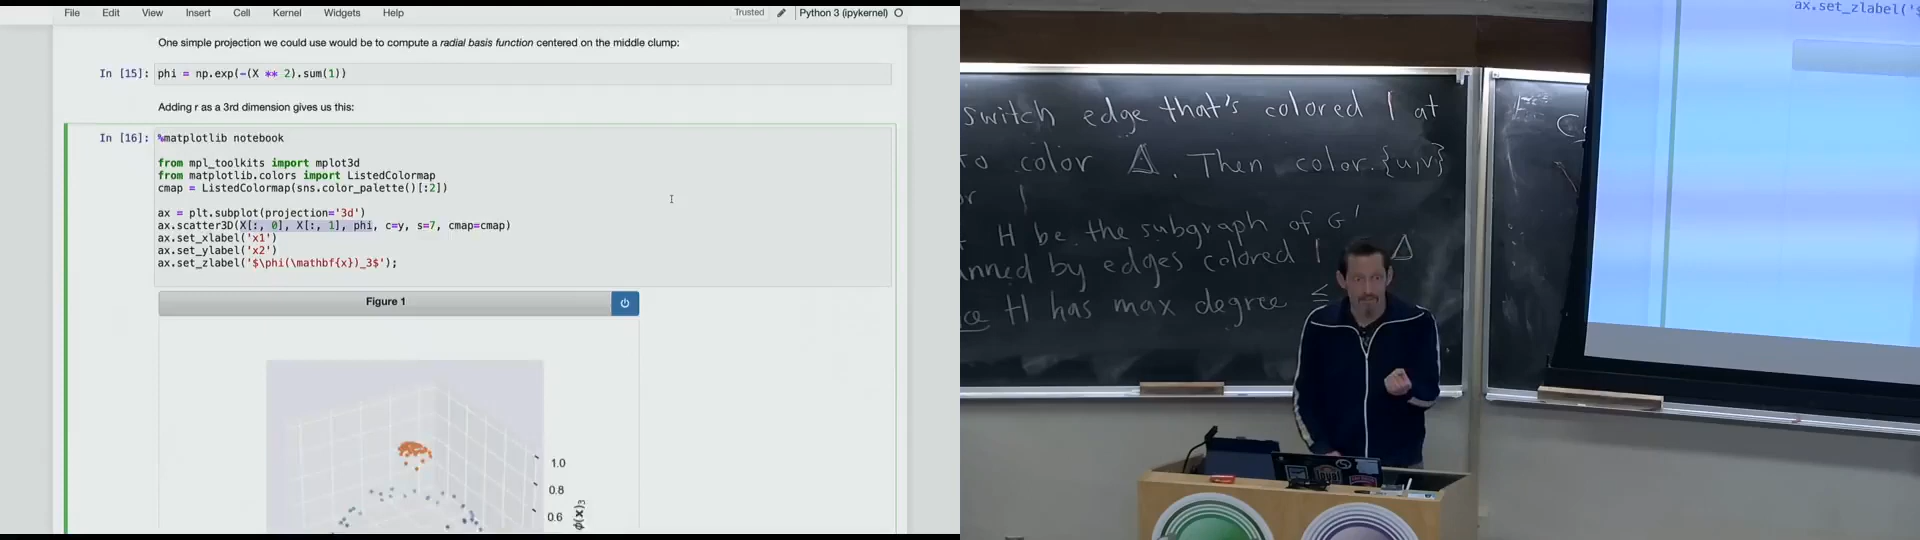 File Edit View Insert Cell Kernel Widgets Help Trusted Python 3 (ipykernel)
One simple projection we could use would be to compute a radial basis function centered on the middle clump:
In [15]: phi = np.exp(-(X ** 2).sum(1))
Adding r as a 3rd dimension gives us this:
In [16]: %matplotlib notebook
from mpl_toolkits import mplot3d
from matplotlib.colors import ListedColormap
cmap = ListedColormap(sns.color_palette()[:2])
ax = plt.subplot(projection='3d')
ax.scatter3D(X[:, 0], X[:, 1], phi, c=y, s=7, cmap=cmap)
ax.set_xlabel('x1')
ax.set_ylabel('x2')
ax.set_zlabel('$\phi(\mathbf{x})_3$');
Figure 1
1.0
0.8
0.6
ϕ(x)3
switch edge that's colored 1 at
to color Δ. Then color {u,v}
1
H be the subgraph of G'
by edges colored 1 Δ
H has max degree ≤
ax.set_zlabel('$